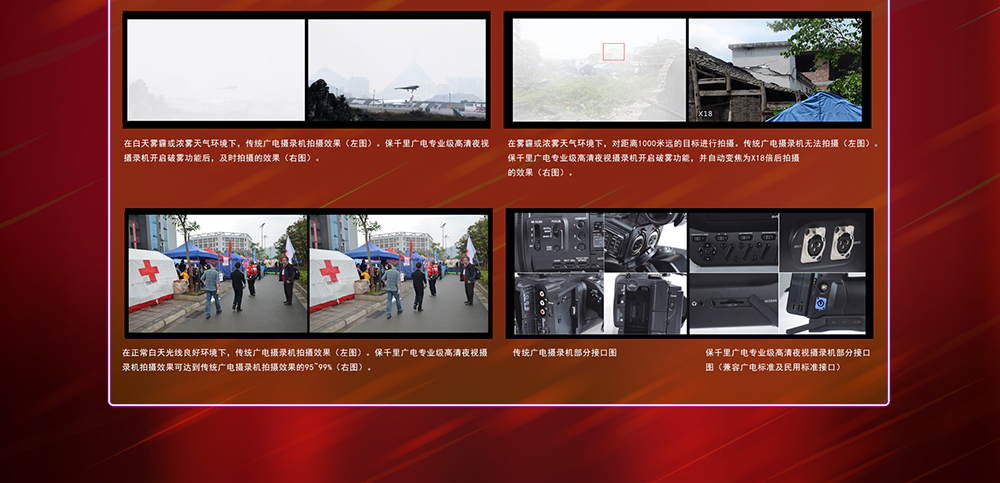 X18
在白天雾霾或浓雾天气环境下，传统广电摄录机拍摄效果（左图）。保千里广电专业级高清夜视
摄录机开启破雾功能后，及时拍摄的效果（右图）。
在雾霾或浓雾天气环境下，对距离1000米远的目标进行拍摄。传统广电摄录机无法拍摄（左图）。
保千里广电专业级高清夜视摄录机开启破雾功能，并自动变焦为X18倍后拍摄
的效果（右图）。
在正常白天光线良好环境下，传统广电摄录机拍摄效果（左图）。保千里广电专业级高清夜视摄
录机拍摄效果可达到传统广电摄录机拍摄效果的95~99%（右图）。
传统广电摄录机部分接口图
保千里广电专业级高清夜视摄录机部分接口
图（兼容广电标准及民用标准接口）